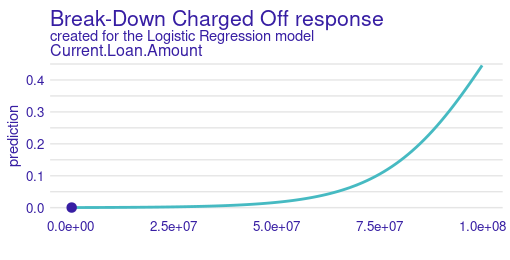 Break-Down Charged Off response
created for the Logistic Regression model
Current.Loan.Amount
prediction
0.4
0.3
0.2
0.1
0.0
0.0e+00 2.5e+07 5.0e+07 7.5e+07 1.0e+08